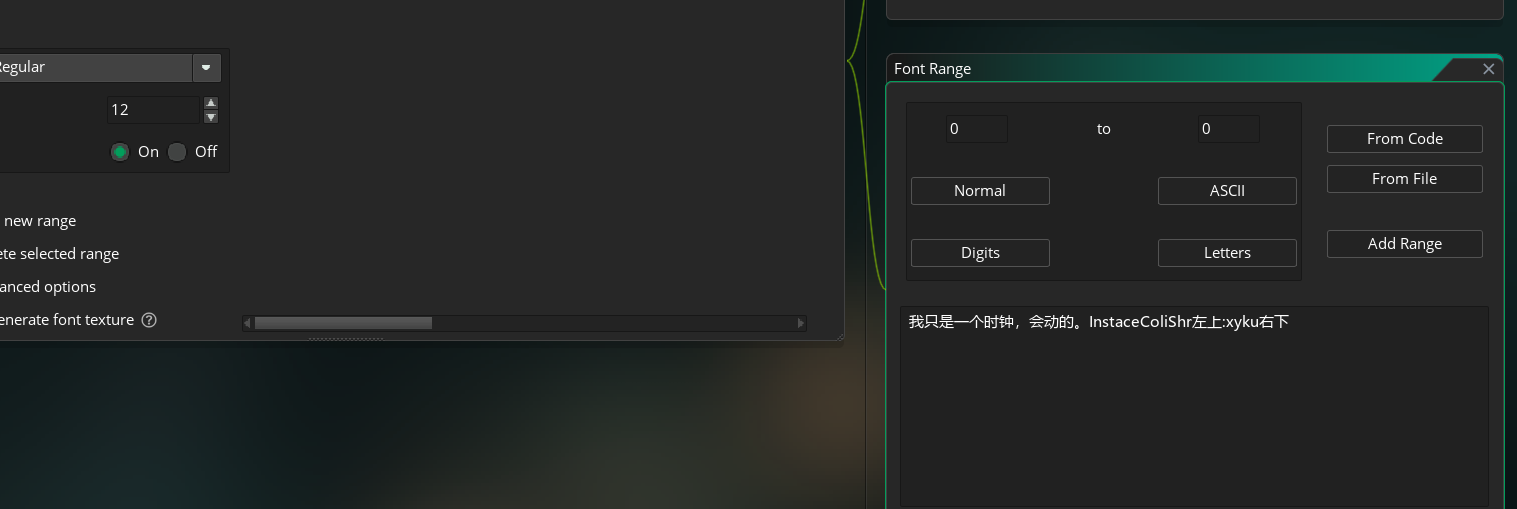 Regular
12
On Off
new range
ete selected range
anced options
enerate font texture ?
Font Range
0 to 0
From Code
From File
Normal ASCII
Add Range
Digits Letters
我只是一个时钟，会动的。InstaceColiShr左上:xyku右下